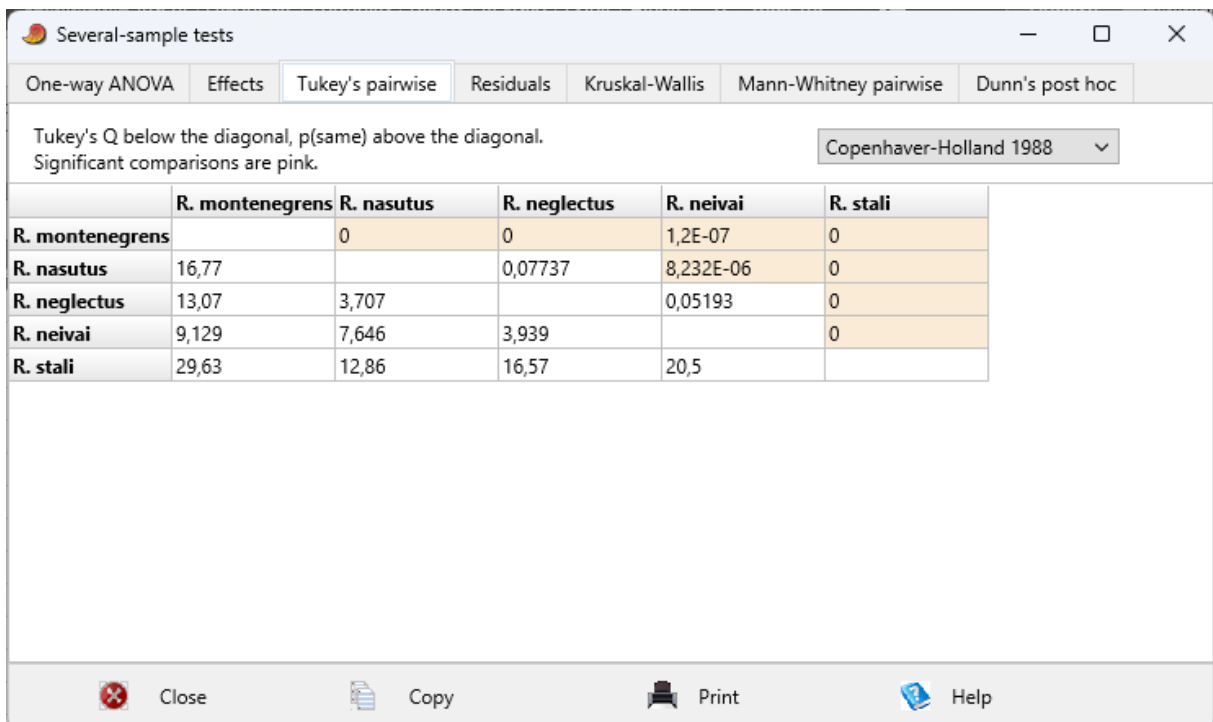 Several-sample tests
One-way ANOVA Effects Tukey's pairwise Residuals Kruskal-Wallis Mann-Whitney pairwise Dunn's post hoc
Tukey's Q below the diagonal, p(same) above the diagonal.
Significant comparisons are pink.
Copenhaver-Holland 1988
R. montenegrens R. nasutus R. neglectus R. neivai R. stali
R. montenegrens 0 0 1,2E-07 0
R. nasutus 16,77 0,07737 8,232E-06 0
R. neglectus 13,07 3,707 0,05193 0
R. neivai 9,129 7,646 3,939 0
R. stali 29,63 12,86 16,57 20,5
Close Copy Print Help